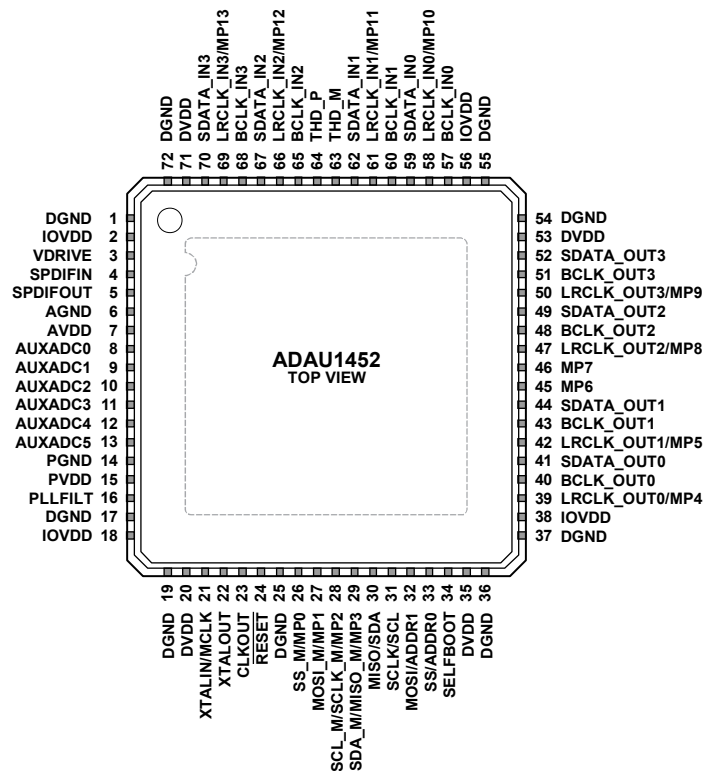 72 DGND
71 DVDD
70 SDATA_IN3
69 LRCLK_IN3/MP13
68 BCLK_IN3
67 SDATA_IN2
66 LRCLK_IN2/MP12
65 BCLK_IN2
64 THD_P
63 THD_M
62 SDATA_IN1
61 LRCLK_IN1/MP11
60 BCLK_IN1
59 SDATA_IN0
58 LRCLK_IN0/MP10
57 BCLK_IN0
56 IOVDD
55 DGND
DGND 1
IOVDD 2
VDRIVE 3
SPDIFIN 4
SPDIFOUT 5
AGND 6
AVDD 7
AUXADC0 8
AUXADC1 9
AUXADC2 10
AUXADC3 11
AUXADC4 12
AUXADC5 13
PGND 14
PVDD 15
PLLFILT 16
DGND 17
IOVDD 18
ADAU1452
TOP VIEW
54 DGND
53 DVDD
52 SDATA_OUT3
51 BCLK_OUT3
50 LRCLK_OUT3/MP9
49 SDATA_OUT2
48 BCLK_OUT2
47 LRCLK_OUT2/MP8
46 MP7
45 MP6
44 SDATA_OUT1
43 BCLK_OUT1
42 LRCLK_OUT1/MP5
41 SDATA_OUT0
40 BCLK_OUT0
39 LRCLK_OUT0/MP4
38 IOVDD
37 DGND
DGND 19
DVDD 20
XTALIN/MCLK 21
XTALOUT 22
CLKOUT 23
RESET 24
DGND 25
SS_M/MP0 26
MOSI_M/MP1 27
SCL_M/SCLK_M/MP2 28
SDA_M/MISO_M/MP3 29
MISO/SDA 30
SCLK/SCL 31
MOSI/ADDR1 32
SS/ADDR0 33
SELFBOOT 34
DVDD 35
DGND 36